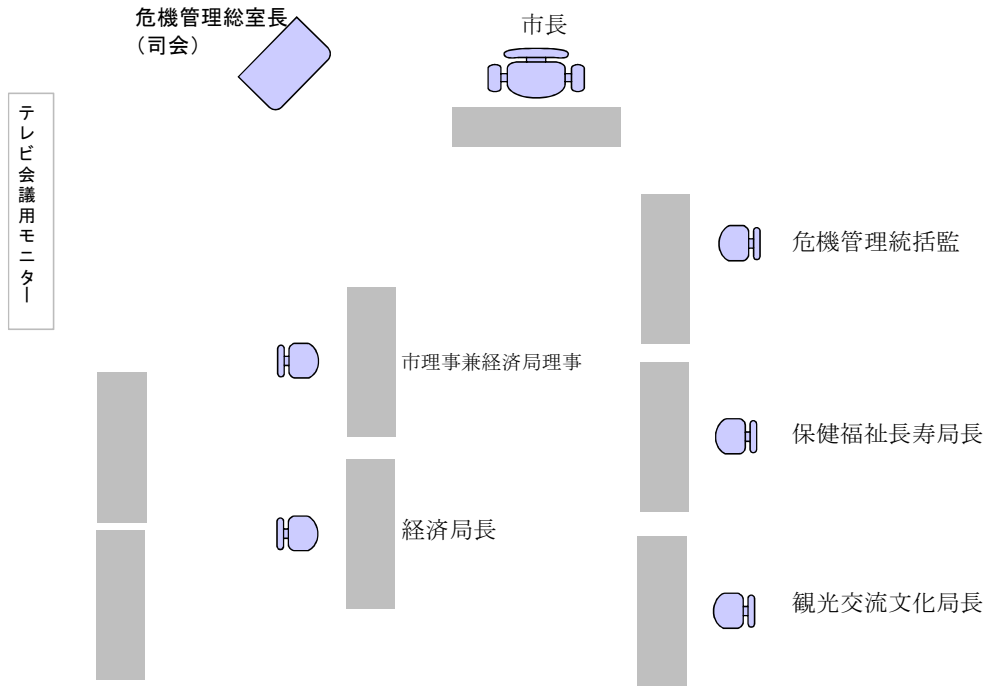 危機管理総室長
（司会）
市長
テレビ会議用モニター
危機管理統括監
市理事兼経済局理事
保健福祉長寿局長
経済局長
観光交流文化局長